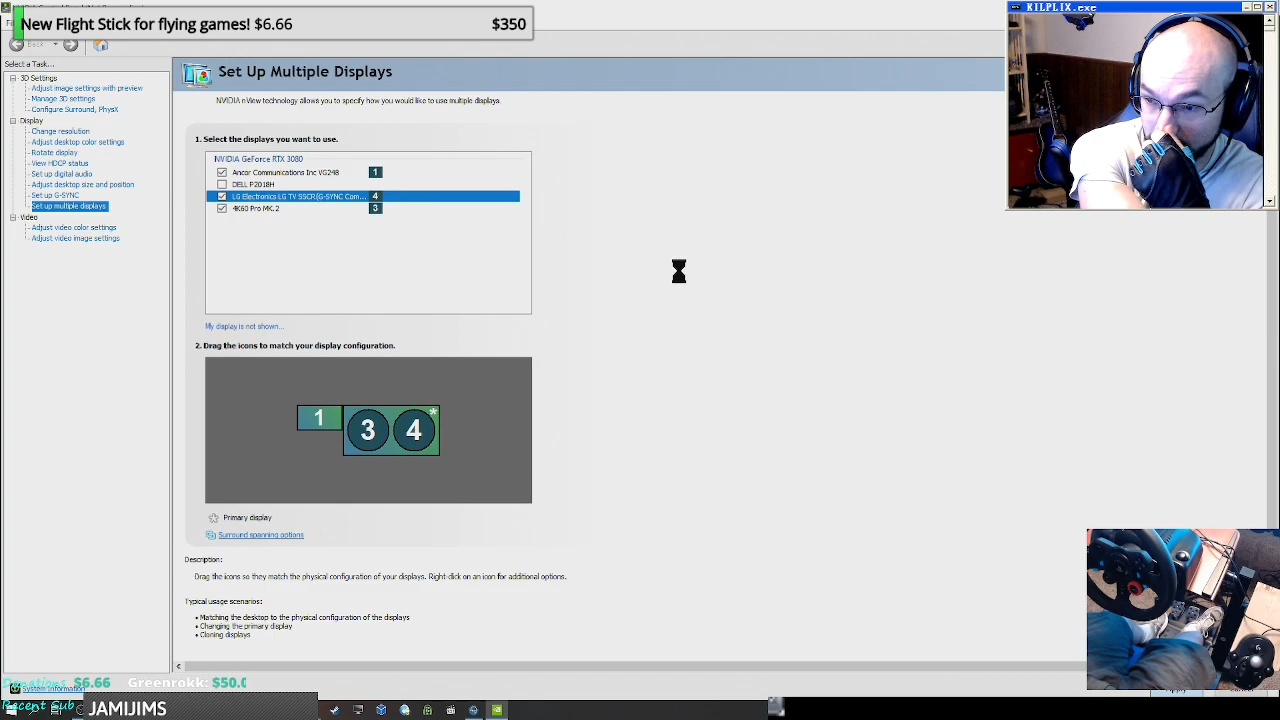 New Flight Stick for flying games! $6.66 $350
KILPLIX.exe
Back
Select a Task...
3D Settings
Adjust image settings with preview
Manage 3D settings
Configure Surround, PhysX
Display
Change resolution
Adjust desktop color settings
Rotate display
View HDCP status
Set up digital audio
Adjust desktop size and position
Set up G-SYNC
Set up multiple displays
Video
Adjust video color settings
Adjust video image settings
Set Up Multiple Displays
NVIDIA nView technology allows you to specify how you would like to use multiple displays.
1. Select the displays you want to use.
NVIDIA GeForce RTX 3080
Ancor Communications Inc VG248 1
DELL P2018H
LG Electronics LG TV SSCR(G-SYNC Com... 4
4K60 Pro MK.2 3
My display is not shown...
2. Drag the icons to match your display configuration.
1 3 4 *
Primary display
Surround spanning options
Description:
Drag the icons so they match the physical configuration of your displays. Right-click on an icon for additional options.
Typical usage scenarios:
• Matching the desktop to the physical configuration of the displays
• Changing the primary display
• Cloning displays
Donations $6.66 Greenrokk: $50.0
System Information
Recent Sub
JAMIJIMS